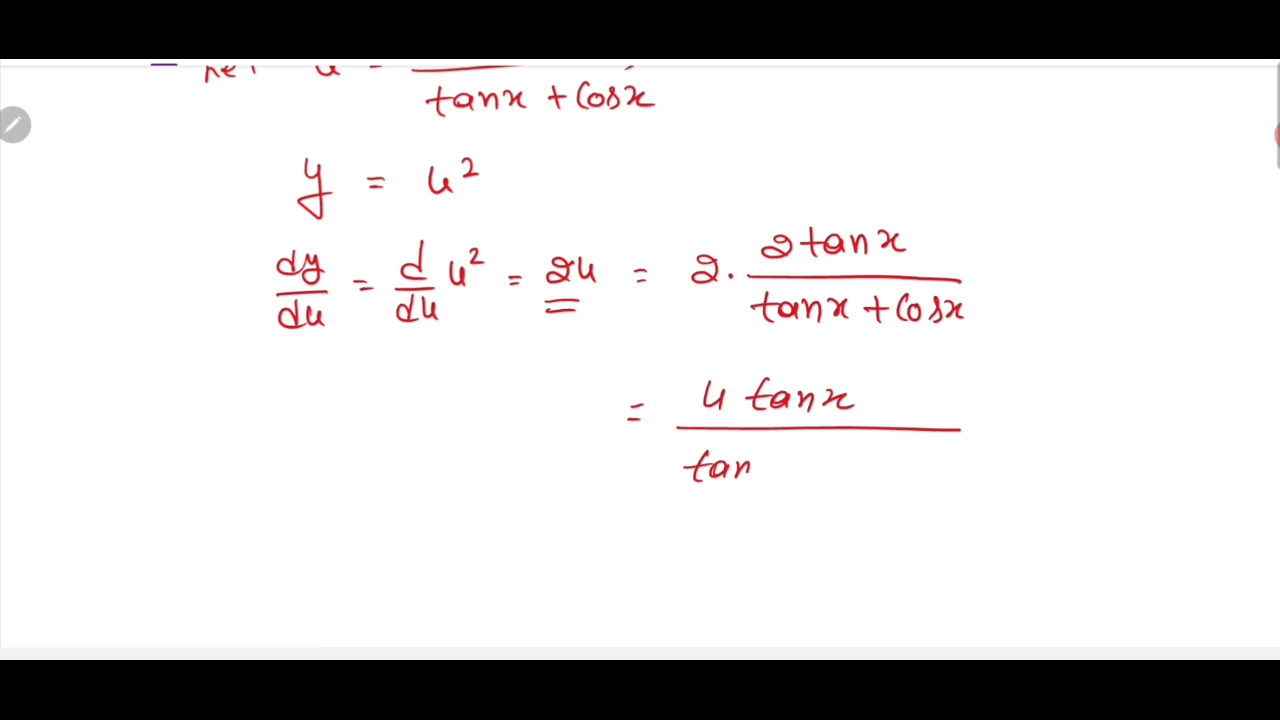 u =
tanx + Cosx
y = u²
dy/du = d/du u² = 2u = 2 · 2tanx/(tanx + Cosx)
= 4 tanx/tan